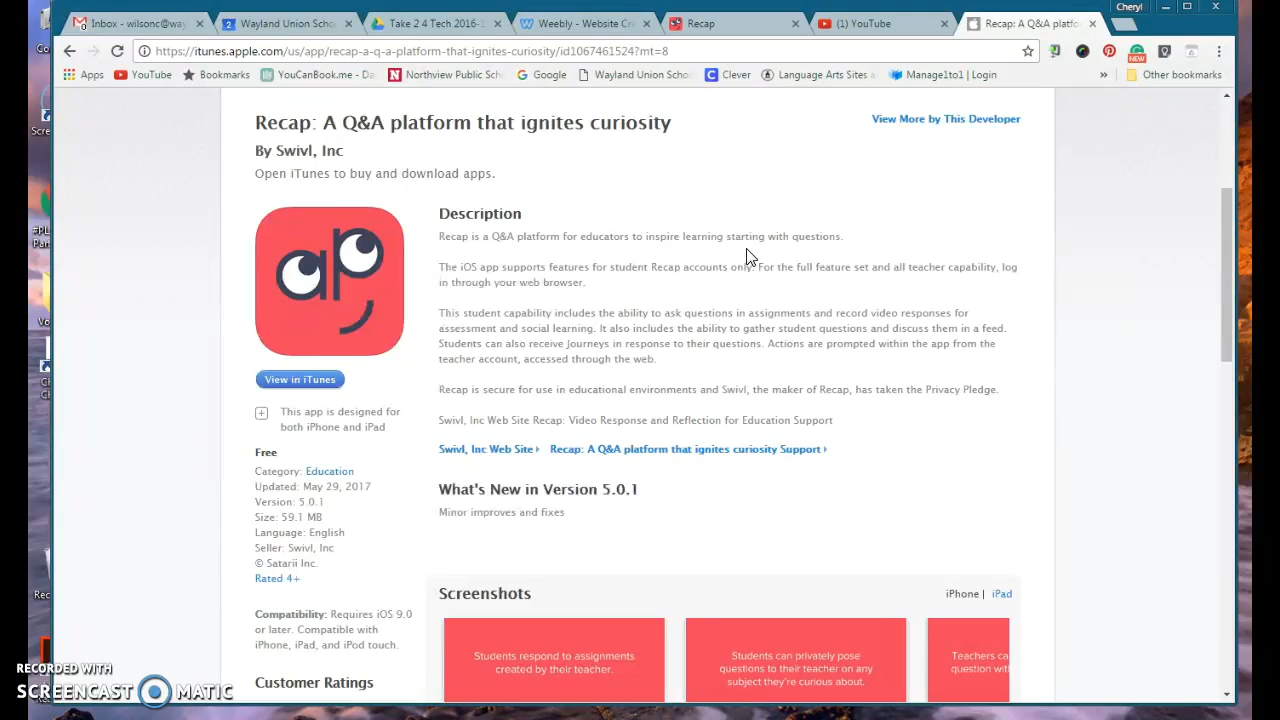 Cheryl
Inbox - wilsonc@way
Wayland Union Scho
Take 2 4 Tech 2016-1
Weebly - Website Cre
Recap
(1) YouTube
Recap: A Q&A platfo
https://itunes.apple.com/us/app/recap-a-q-a-platform-that-ignites-curiosity/id1067461524?mt=8
NEW
Apps
YouTube
Bookmarks
YouCanBook.me - Da
Northview Public Sch
Google
Wayland Union Scho
Clever
Language Arts Sites a
Manage1to1 | Login
»
Other bookmarks
Recap: A Q&A platform that ignites curiosity
View More by This Developer
By Swivl, Inc
Open iTunes to buy and download apps.
ap
View in iTunes
This app is designed for
both iPhone and iPad
Free
Category: Education
Updated: May 29, 2017
Version: 5.0.1
Size: 59.1 MB
Language: English
Seller: Swivl, Inc
© Satarii Inc.
Rated 4+
Compatibility: Requires iOS 9.0
or later. Compatible with
iPhone, iPad, and iPod touch.
Customer Ratings
Description
Recap is a Q&A platform for educators to inspire learning starting with questions.
The iOS app supports features for student Recap accounts only. For the full feature set and all teacher capability, log
in through your web browser.
This student capability includes the ability to ask questions in assignments and record video responses for
assessment and social learning. It also includes the ability to gather student questions and discuss them in a feed.
Students can also receive Journeys in response to their questions. Actions are prompted within the app from the
teacher account, accessed through the web.
Recap is secure for use in educational environments and Swivl, the maker of Recap, has taken the Privacy Pledge.
Swivl, Inc Web Site Recap: Video Response and Reflection for Education Support
Swivl, Inc Web Site Recap: A Q&A platform that ignites curiosity Support
What's New in Version 5.0.1
Minor improves and fixes
Screenshots
iPhone | iPad
Students respond to assignments
created by their teacher.
Students can privately pose
questions to their teacher on any
subject they're curious about.
Teachers ca
question with
RECORDED WITH
SCREENCAST MATIC